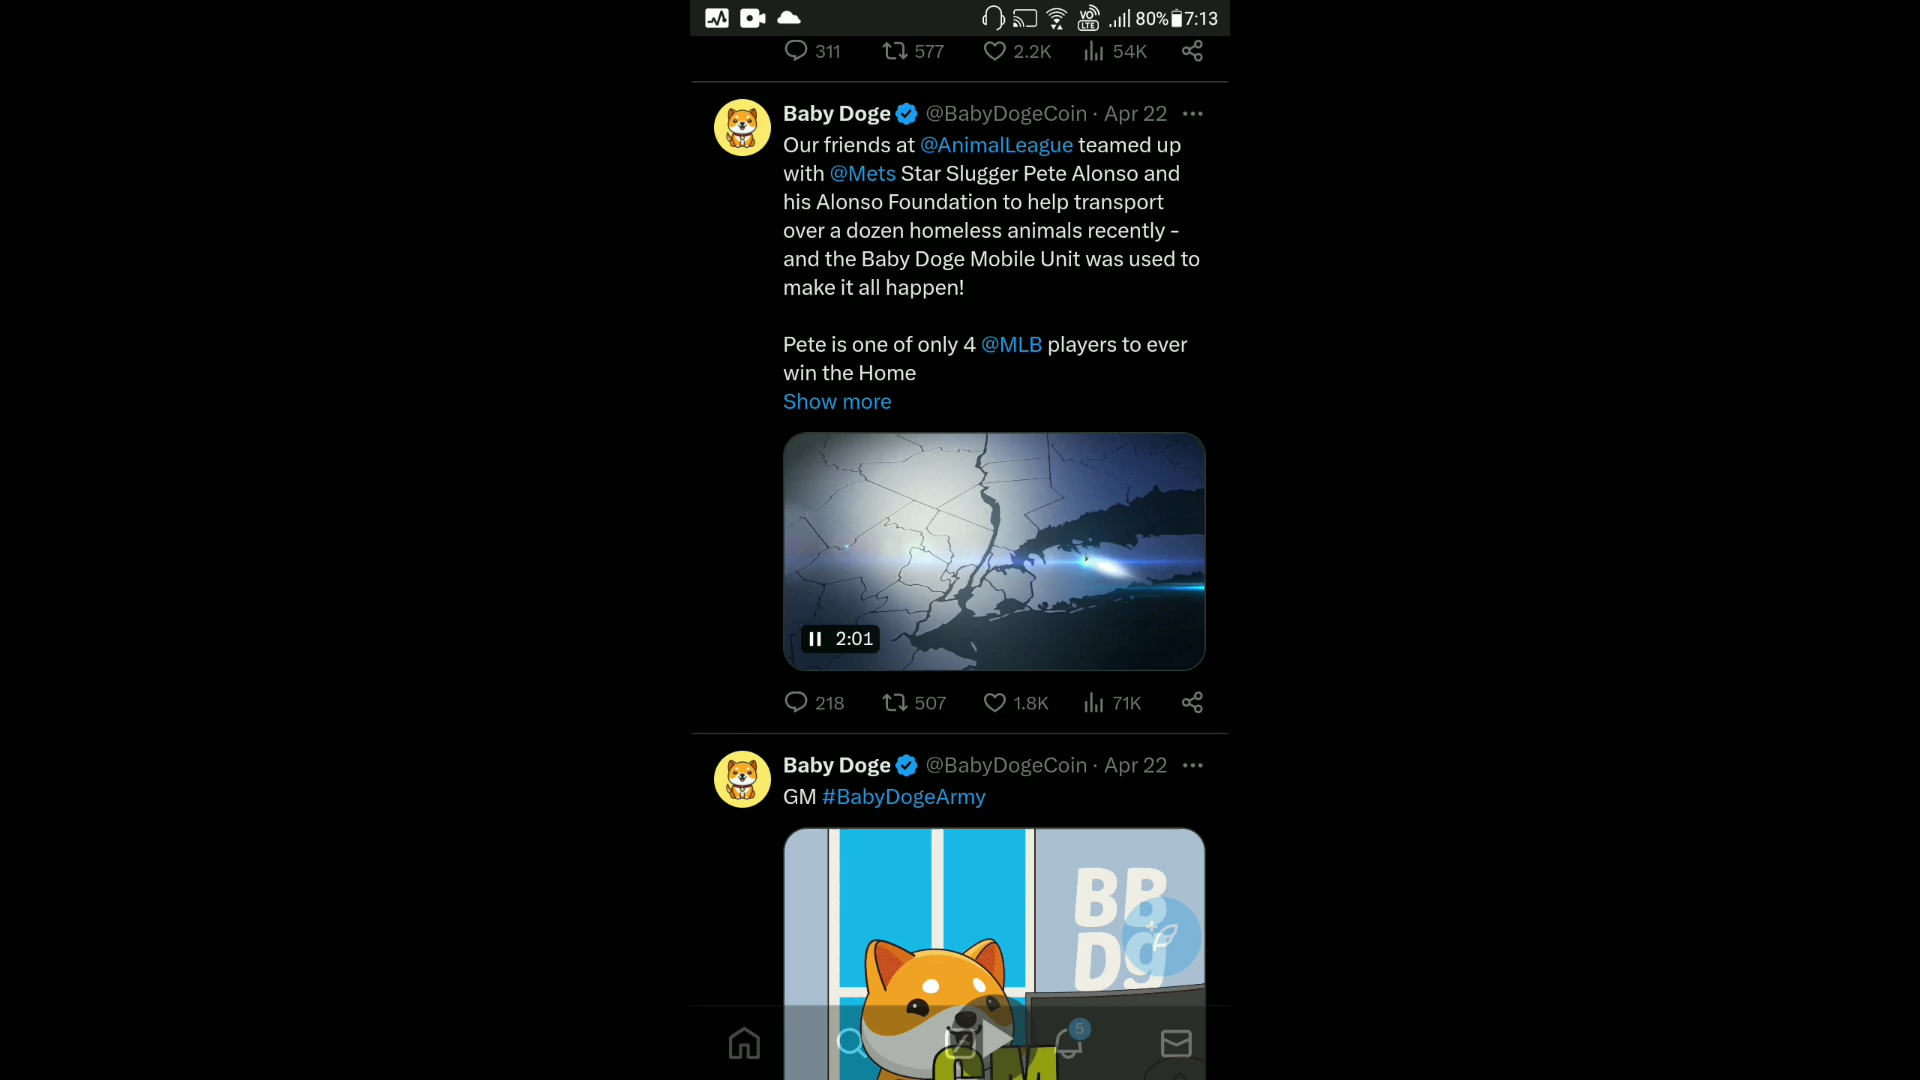 VO LTE 80% 7:13
311 577 2.2K 54K
Baby Doge @BabyDogeCoin · Apr 22
Our friends at @AnimalLeague teamed up
with @Mets Star Slugger Pete Alonso and
his Alonso Foundation to help transport
over a dozen homeless animals recently -
and the Baby Doge Mobile Unit was used to
make it all happen!
Pete is one of only 4 @MLB players to ever
win the Home
Show more
2:01
218 507 1.8K 71K
Baby Doge @BabyDogeCoin · Apr 22
GM #BabyDogeArmy
BB
Dg
5
GM